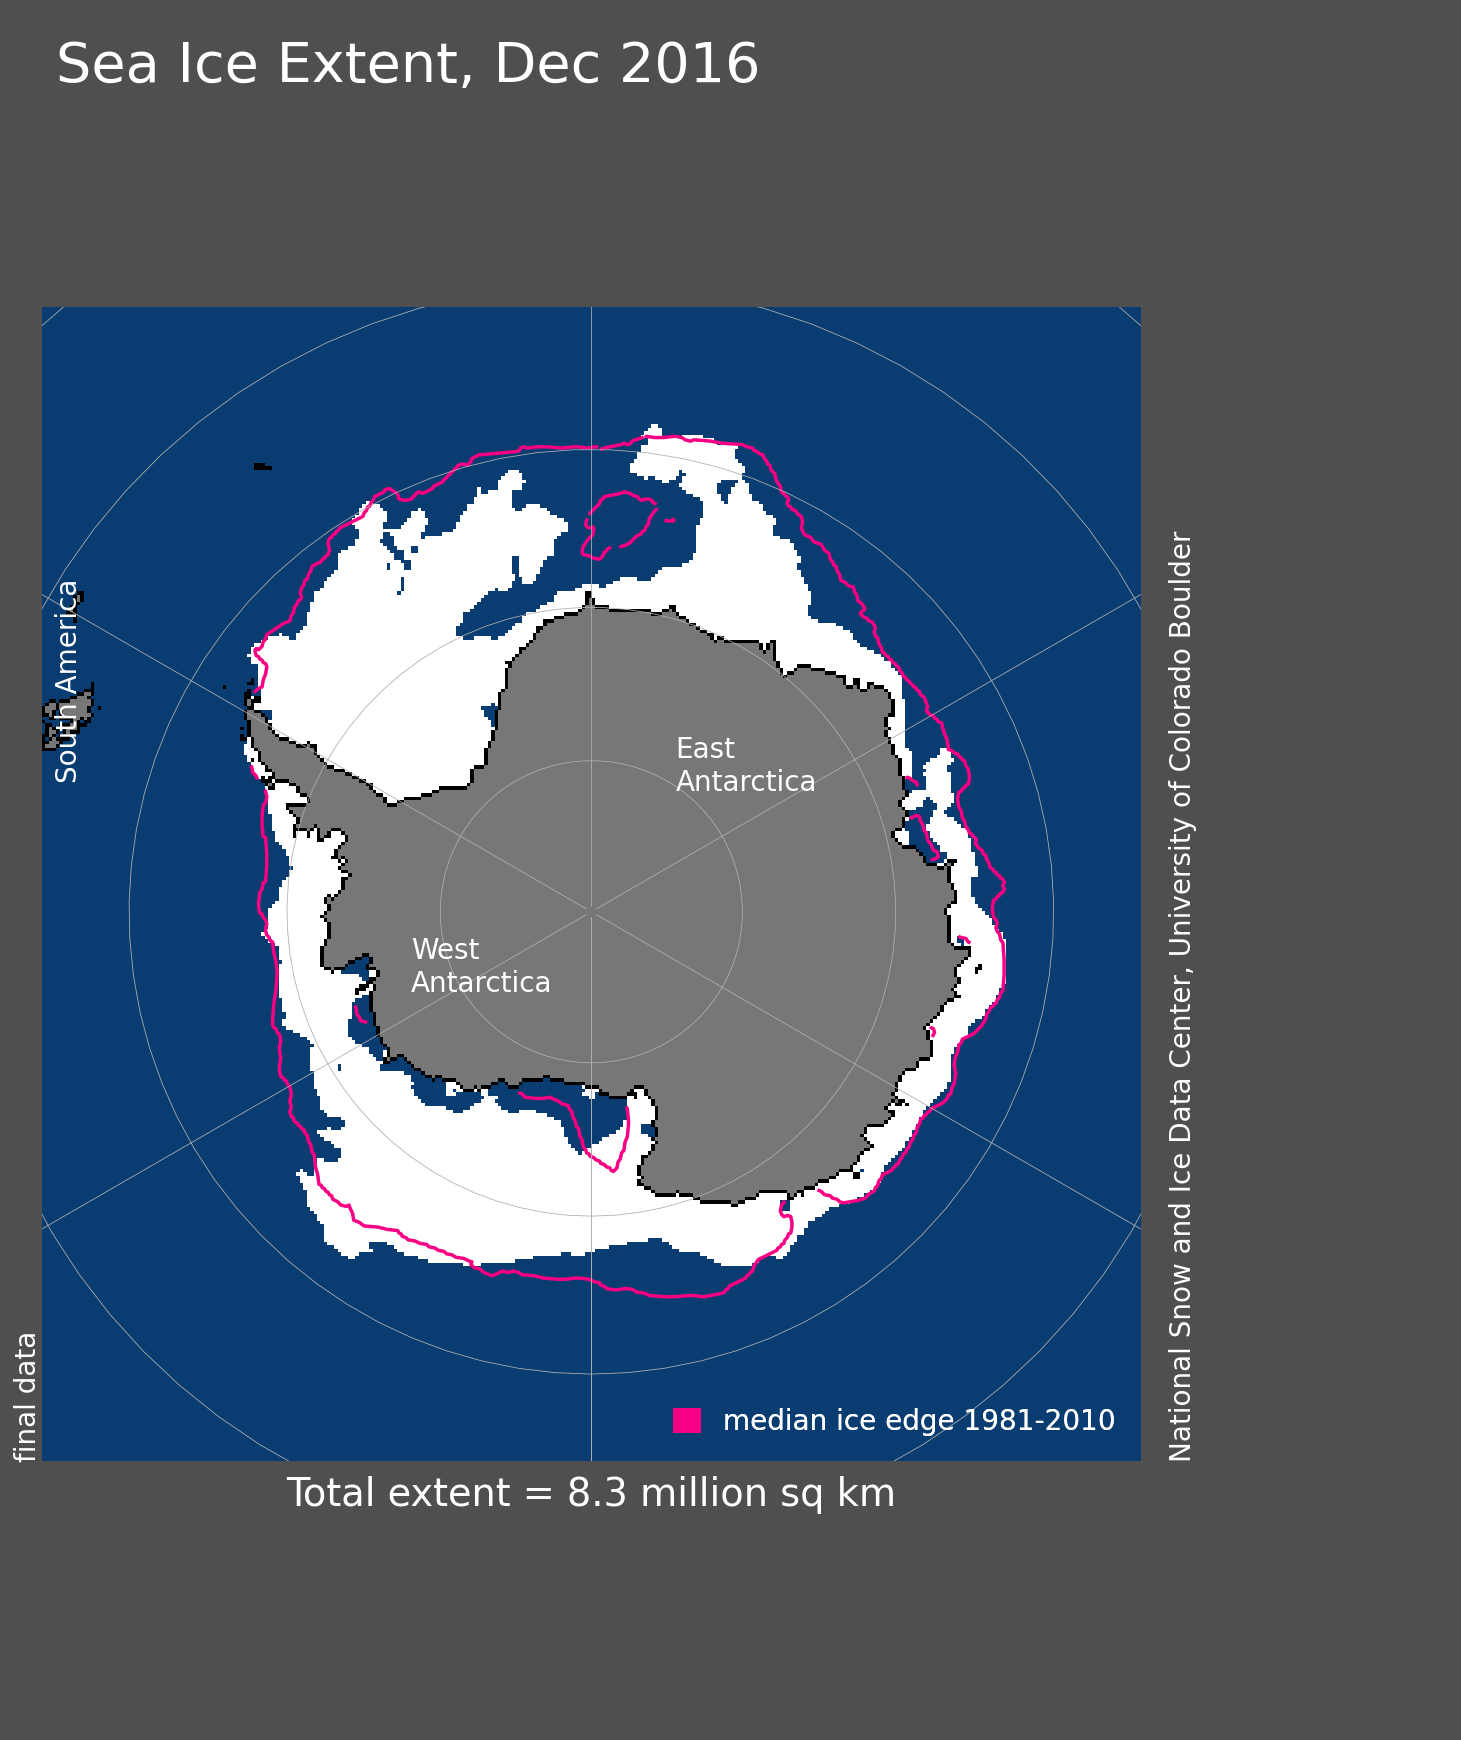 Sea Ice Extent, Dec 2016
South America
East
Antarctica
West
Antarctica
National Snow and Ice Data Center, University of Colorado Boulder
final data
median ice edge 1981-2010
Total extent = 8.3 million sq km